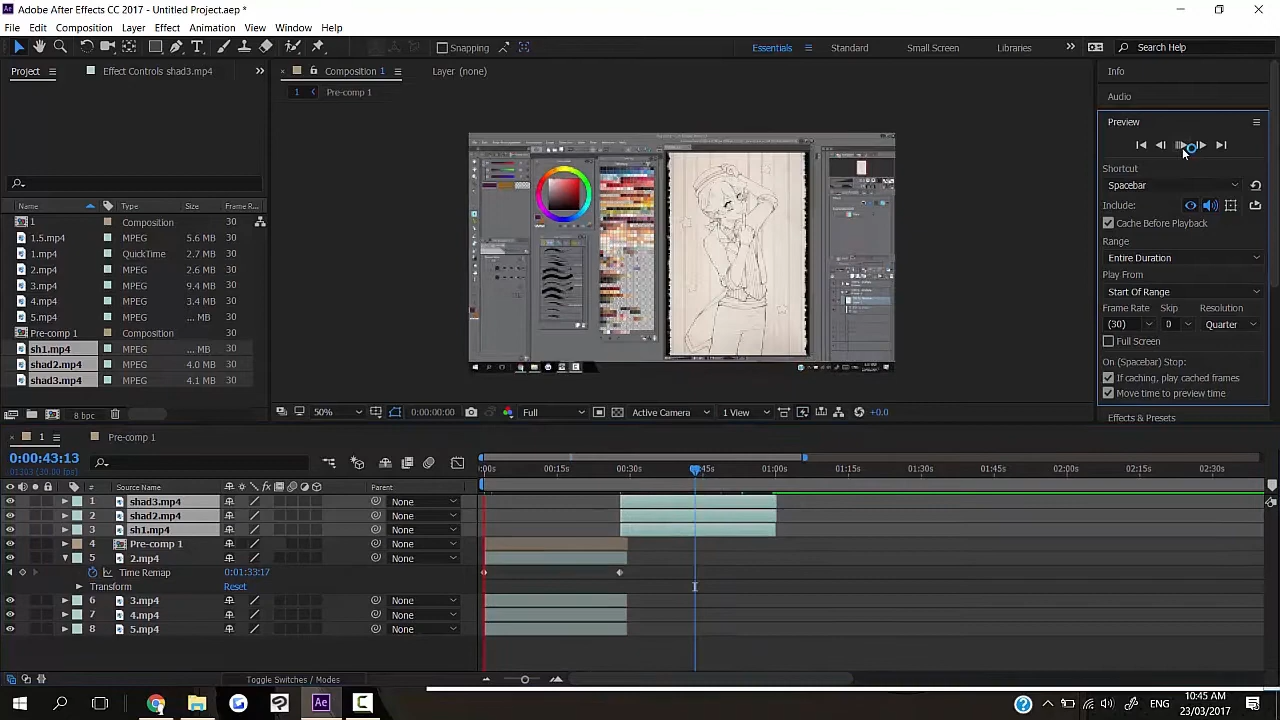 Adobe After Effects CC 2017 - Untitled Project.aep *
File Edit Composition Layer Effect Animation View Window Help
Snapping
Essentials Standard Small Screen Libraries Search Help
Project Effect Controls shad3.mp4
Composition 1 Layer (none)
1 Pre-comp 1
Name Type Size Frame R...
1 Composition 30
1.5.mp4 MPEG 5.6 MB 30
1.mp4 QuickTime 2.7 MB 30
2.mp4 MPEG 5.6 MB 30
3.mp4 MPEG 9.4 MB 30
4.mp4 MPEG 3.4 MB 30
5.mp4 MPEG ... MB 30
Pre-comp 1 Composition 30
sh1.mp4 MPEG ... MB 30
shad2.mp4 MPEG 4.0 MB 30
shad3.mp4 MPEG 4.1 MB 30
8 bpc
50% 0:00:00:00 Full Active Camera 1 View +0.0
Info
Audio
Preview
Shortcut
Spacebar
Include:
Cache Before Playback
Range
Entire Duration
Play From
Start Of Range
Frame Rate Skip Resolution
(30) 0 Quarter
Full Screen
On (Spacebar) Stop:
If caching, play cached frames
Move time to preview time
Effects & Presets
1 Pre-comp 1
0:00:43:13
01303 (30.00 fps)
:00s 00:15s 00:30s 00:45s 01:00s 01:15s 01:30s 01:45s 02:00s 02:15s 02:30s
# Source Name fx Parent
1 shad3.mp4 None
2 shad2.mp4 None
3 sh1.mp4 None
4 Pre-comp 1 None
5 2.mp4 None
Time Remap 0:01:33:17
Transform Reset
6 3.mp4 None
7 4.mp4 None
8 5.mp4 None
Toggle Switches / Modes
Ae
ENG
10:45 AM
23/03/2017